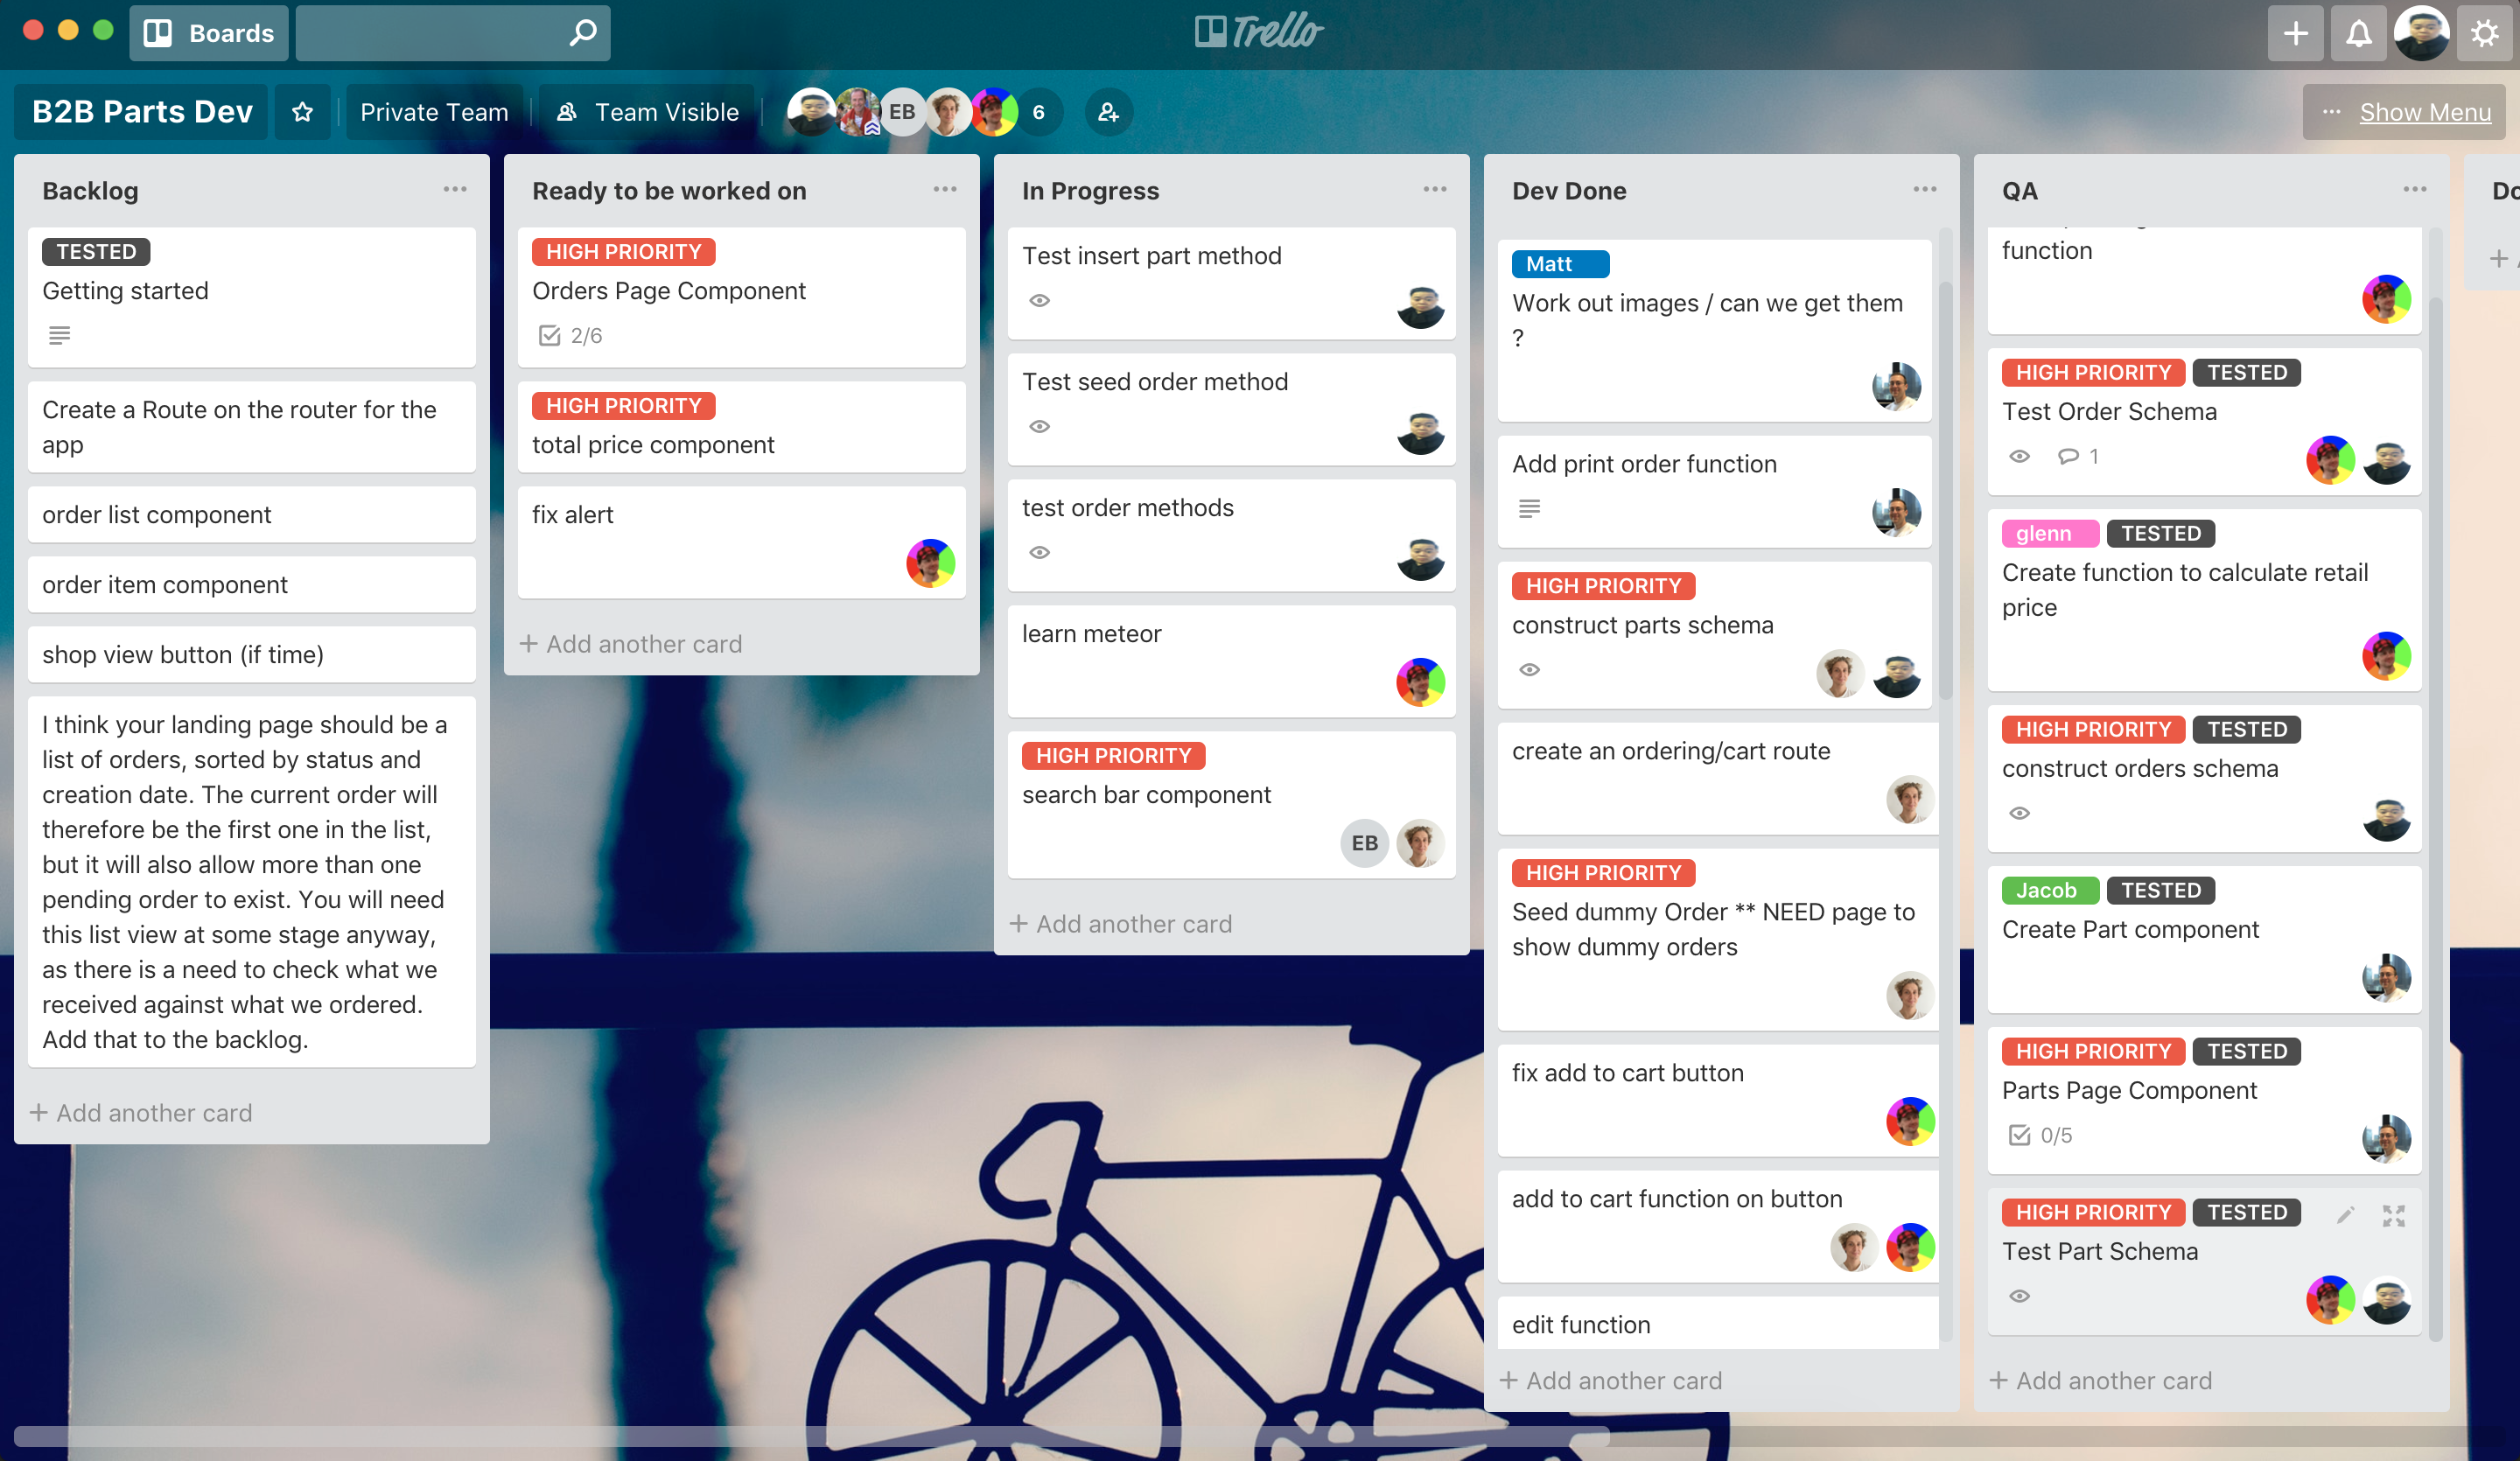 Boards
Trello
B2B Parts Dev
Private Team
Team Visible
EB
6
Show Menu
Backlog
TESTED
Getting started
Create a Route on the router for the
app
order list component
order item component
shop view button (if time)
I think your landing page should be a
list of orders, sorted by status and
creation date. The current order will
therefore be the first one in the list,
but it will also allow more than one
pending order to exist. You will need
this list view at some stage anyway,
as there is a need to check what we
received against what we ordered.
Add that to the backlog.
+ Add another card
Ready to be worked on
HIGH PRIORITY
Orders Page Component
2/6
HIGH PRIORITY
total price component
fix alert
+ Add another card
In Progress
Test insert part method
Test seed order method
test order methods
learn meteor
HIGH PRIORITY
search bar component
EB
+ Add another card
Dev Done
Matt
Work out images / can we get them
?
Add print order function
HIGH PRIORITY
construct parts schema
create an ordering/cart route
HIGH PRIORITY
Seed dummy Order ** NEED page to
show dummy orders
fix add to cart button
add to cart function on button
edit function
+ Add another card
QA
function
HIGH PRIORITY TESTED
Test Order Schema
1
glenn TESTED
Create function to calculate retail
price
HIGH PRIORITY TESTED
construct orders schema
Jacob TESTED
Create Part component
HIGH PRIORITY TESTED
Parts Page Component
0/5
HIGH PRIORITY TESTED
Test Part Schema
+ Add another card